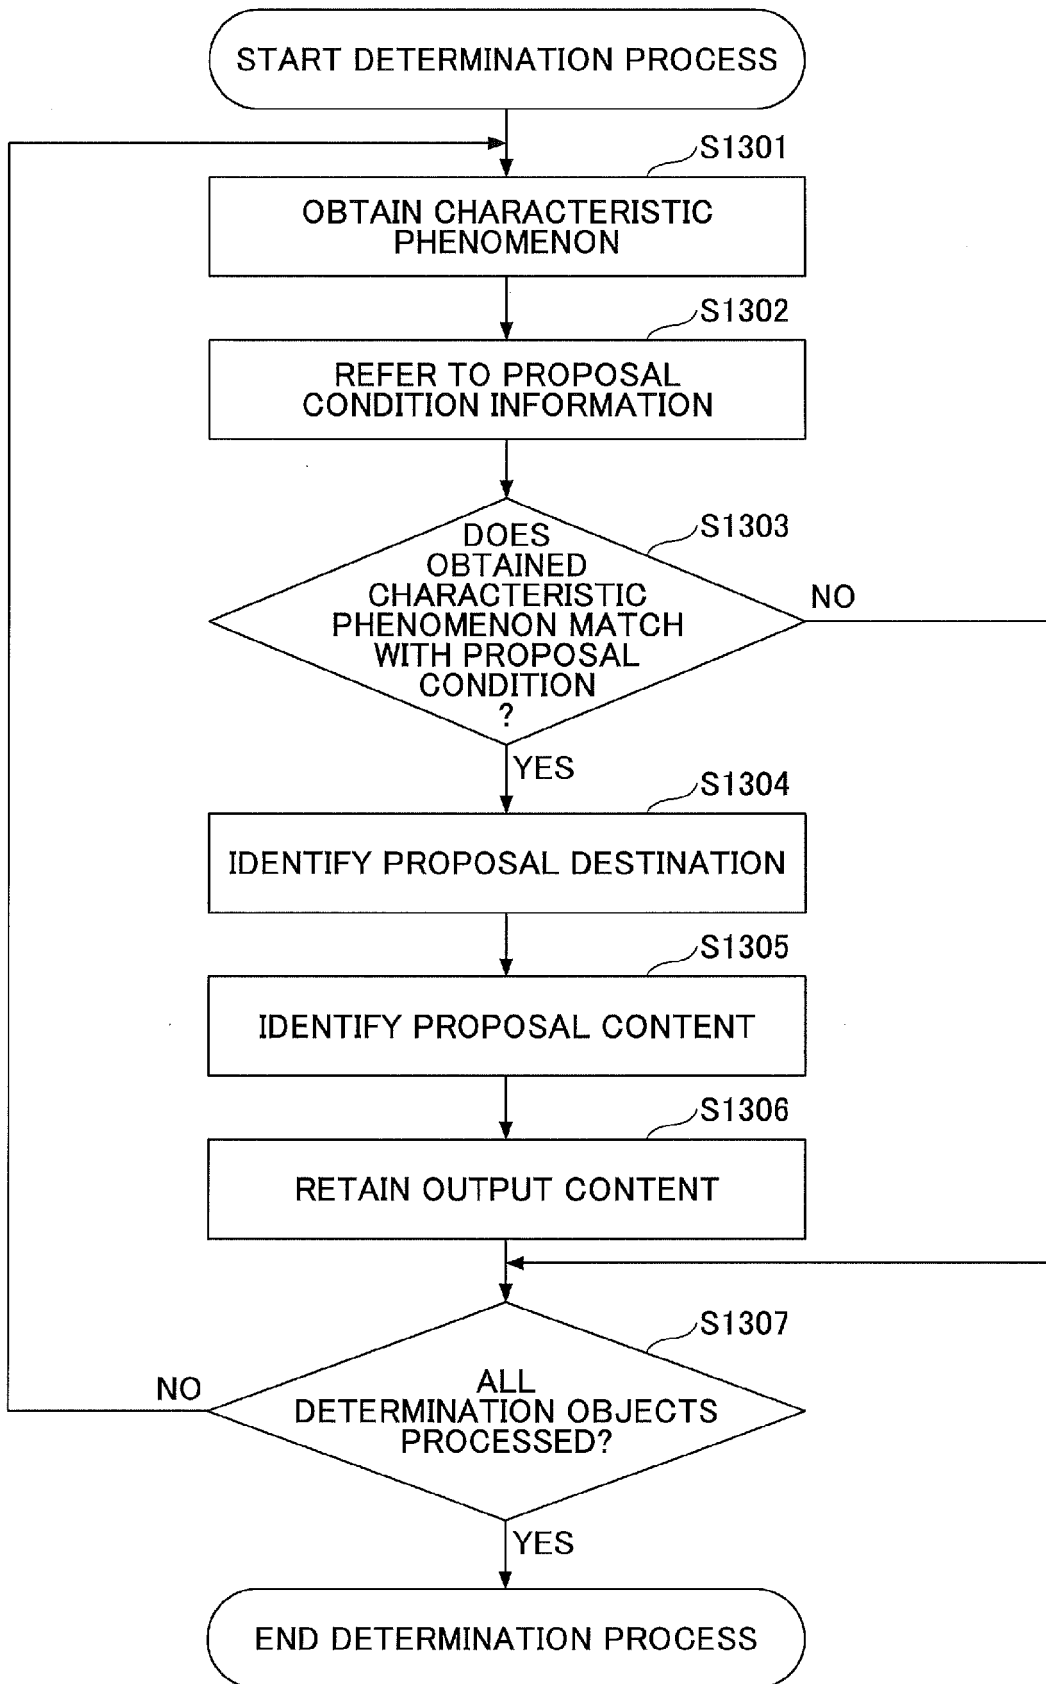 START DETERMINATION PROCESS
S1301
OBTAIN CHARACTERISTIC
PHENOMENON
S1302
REFER TO PROPOSAL
CONDITION INFORMATION
S1303
DOES
OBTAINED
CHARACTERISTIC
PHENOMENON MATCH
WITH PROPOSAL
CONDITION
?
NO
YES
S1304
IDENTIFY PROPOSAL DESTINATION
S1305
IDENTIFY PROPOSAL CONTENT
S1306
RETAIN OUTPUT CONTENT
S1307
NO
ALL
DETERMINATION OBJECTS
PROCESSED?
YES
END DETERMINATION PROCESS